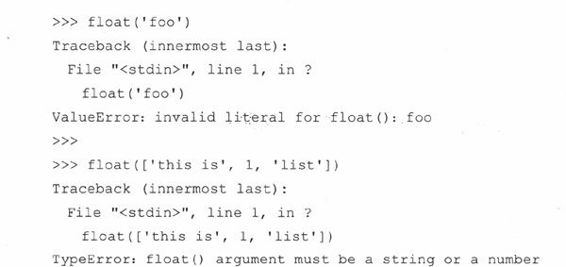 >>> float('foo')
Traceback (innermost last):
File "<stdin>", line 1, in ?
float('foo')
ValueError: invalid literal for float(): foo
>>>
>>> float(['this is', 1, 'list'])
Traceback (innermost last):
File "<stdin>", line 1, in ?
float(['this is', 1, 'list'])
TypeError: float() argument must be a string or a number